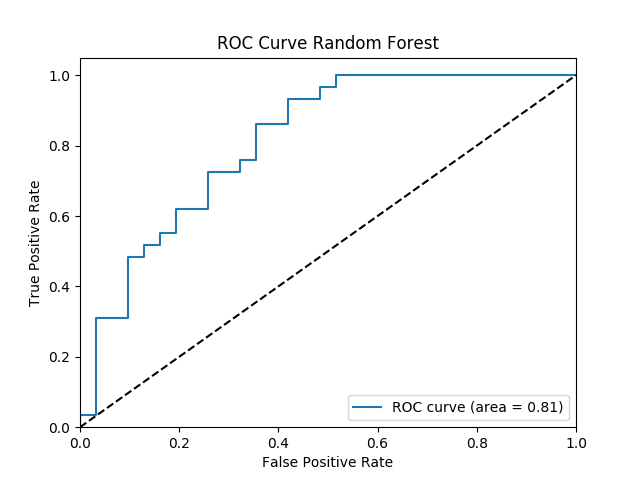 ROC Curve Random Forest
True Positive Rate
1.0
0.8
0.6
0.4
0.2
0.0
ROC curve (area = 0.81)
0.0 0.2 0.4 0.6 0.8 1.0
False Positive Rate